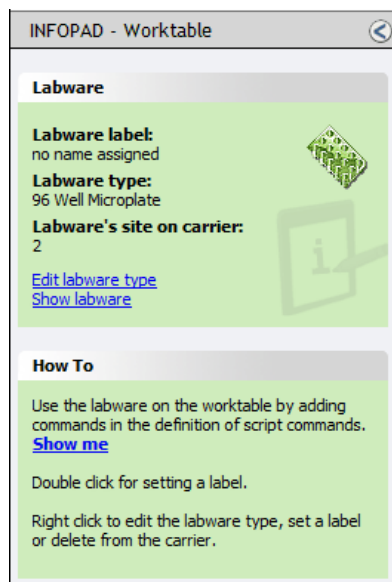 INFOPAD - Worktable
Labware
Labware label:
no name assigned
Labware type:
96 Well Microplate
Labware's site on carrier:
2
Edit labware type
Show labware
How To
Use the labware on the worktable by adding
commands in the definition of script commands.
Show me
Double click for setting a label.
Right click to edit the labware type, set a label
or delete from the carrier.